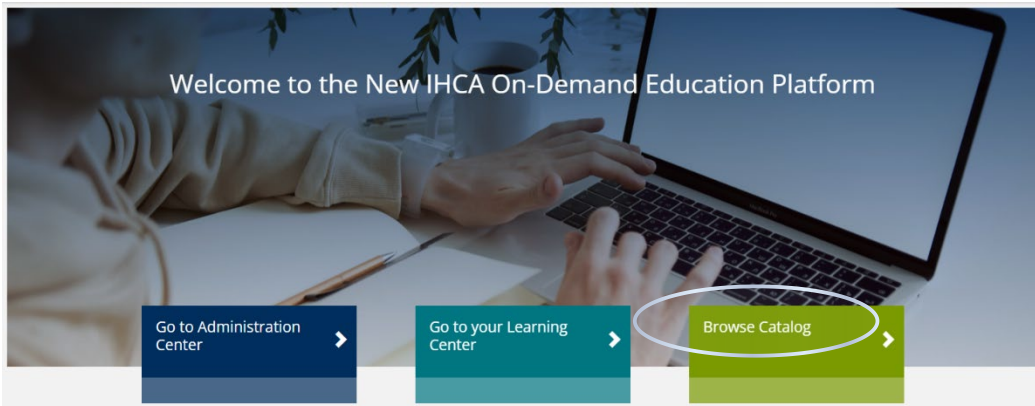 Welcome to the New IHCA On-Demand Education Platform
Go to Administration
Center
Go to your Learning
Center
Browse Catalog